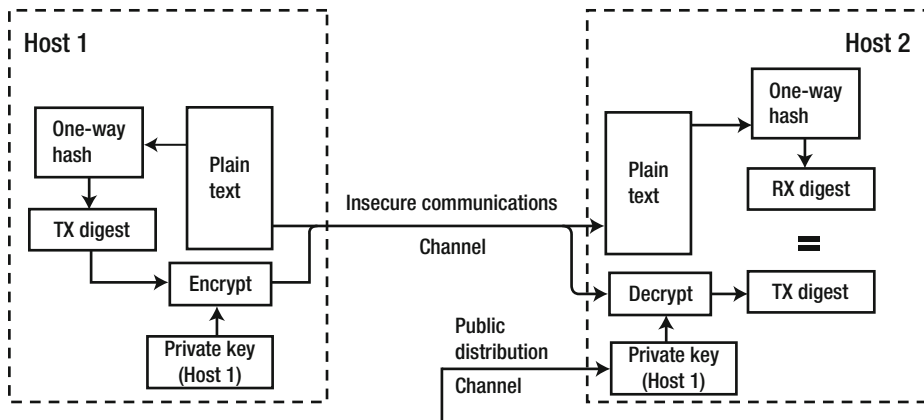 Host 1
One-way
hash
Plain
text
TX digest
Encrypt
Private key
(Host 1)
Insecure communications
Channel
Public
distribution
Channel
Host 2
One-way
hash
Plain
text
RX digest
=
Decrypt
TX digest
Private key
(Host 1)